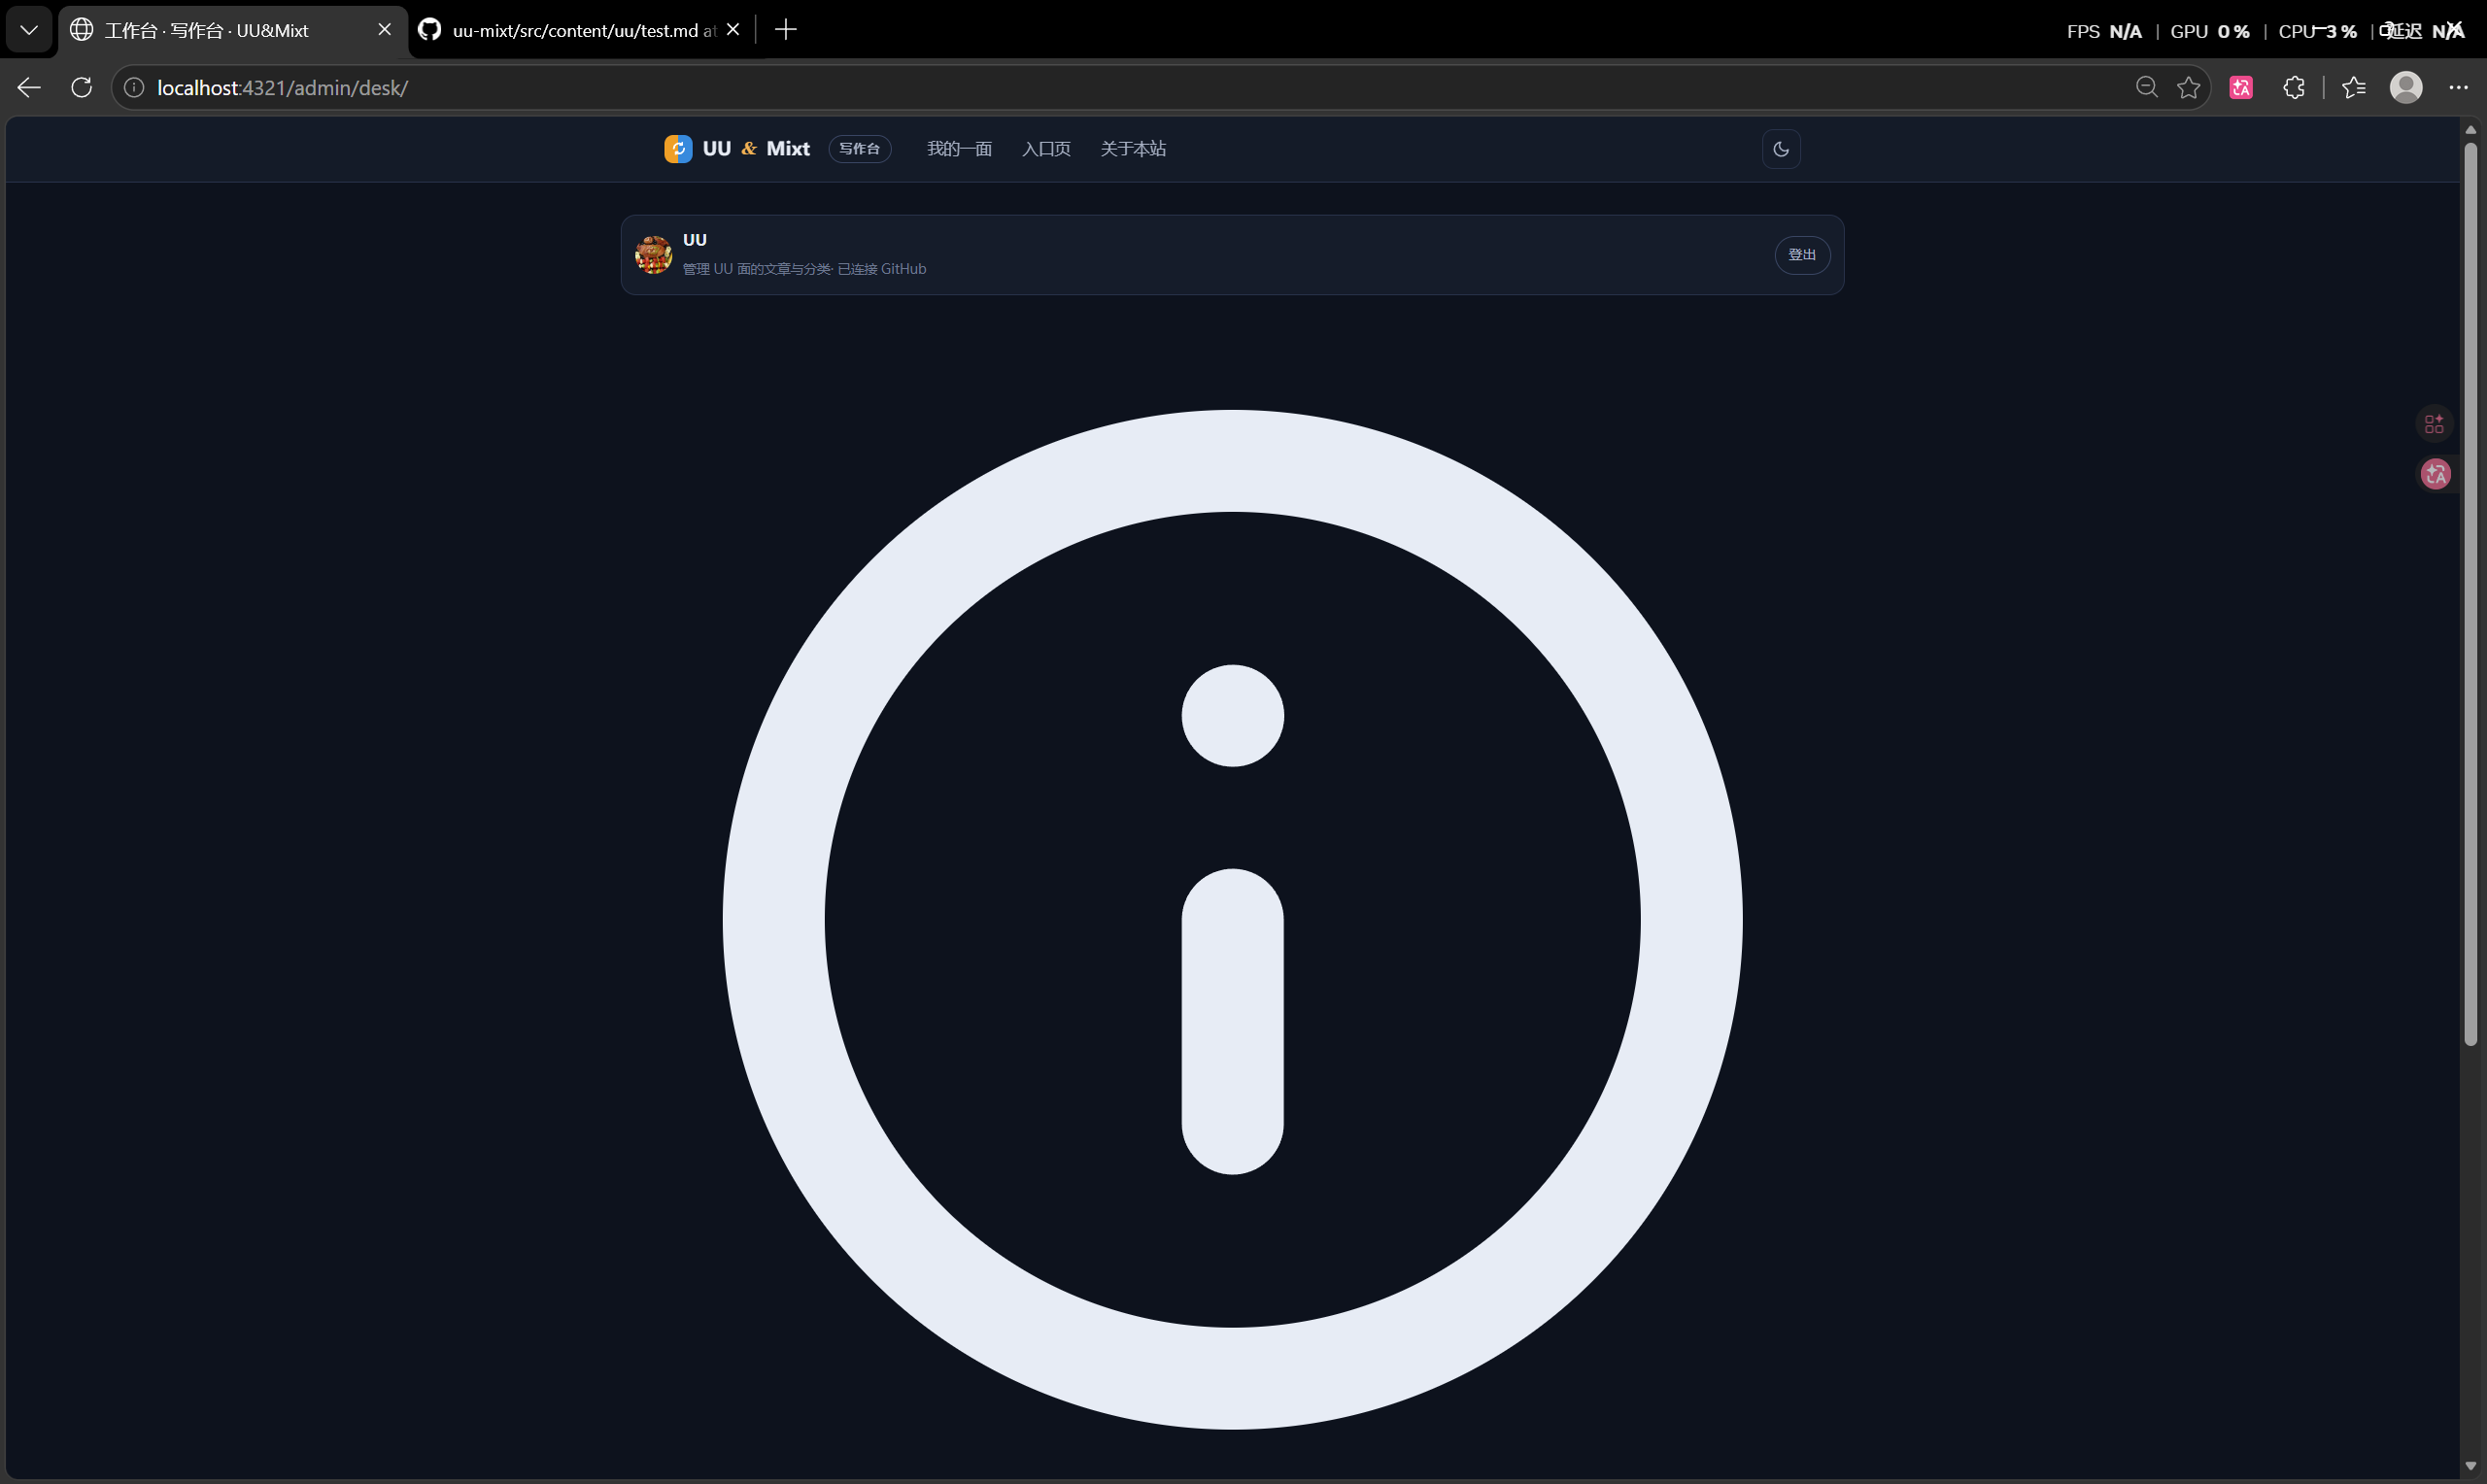 工作台 · 写作台 · UU&Mixt
uu-mixt/src/content/uu/test.md at
FPS N/A | GPU 0 % | CPU 3 % | 延迟 N/A
localhost:4321/admin/desk/
UU & Mixt 写作台 我的一面 入口页 关于本站
UU
管理 UU 面的文章与分类· 已连接 GitHub
登出